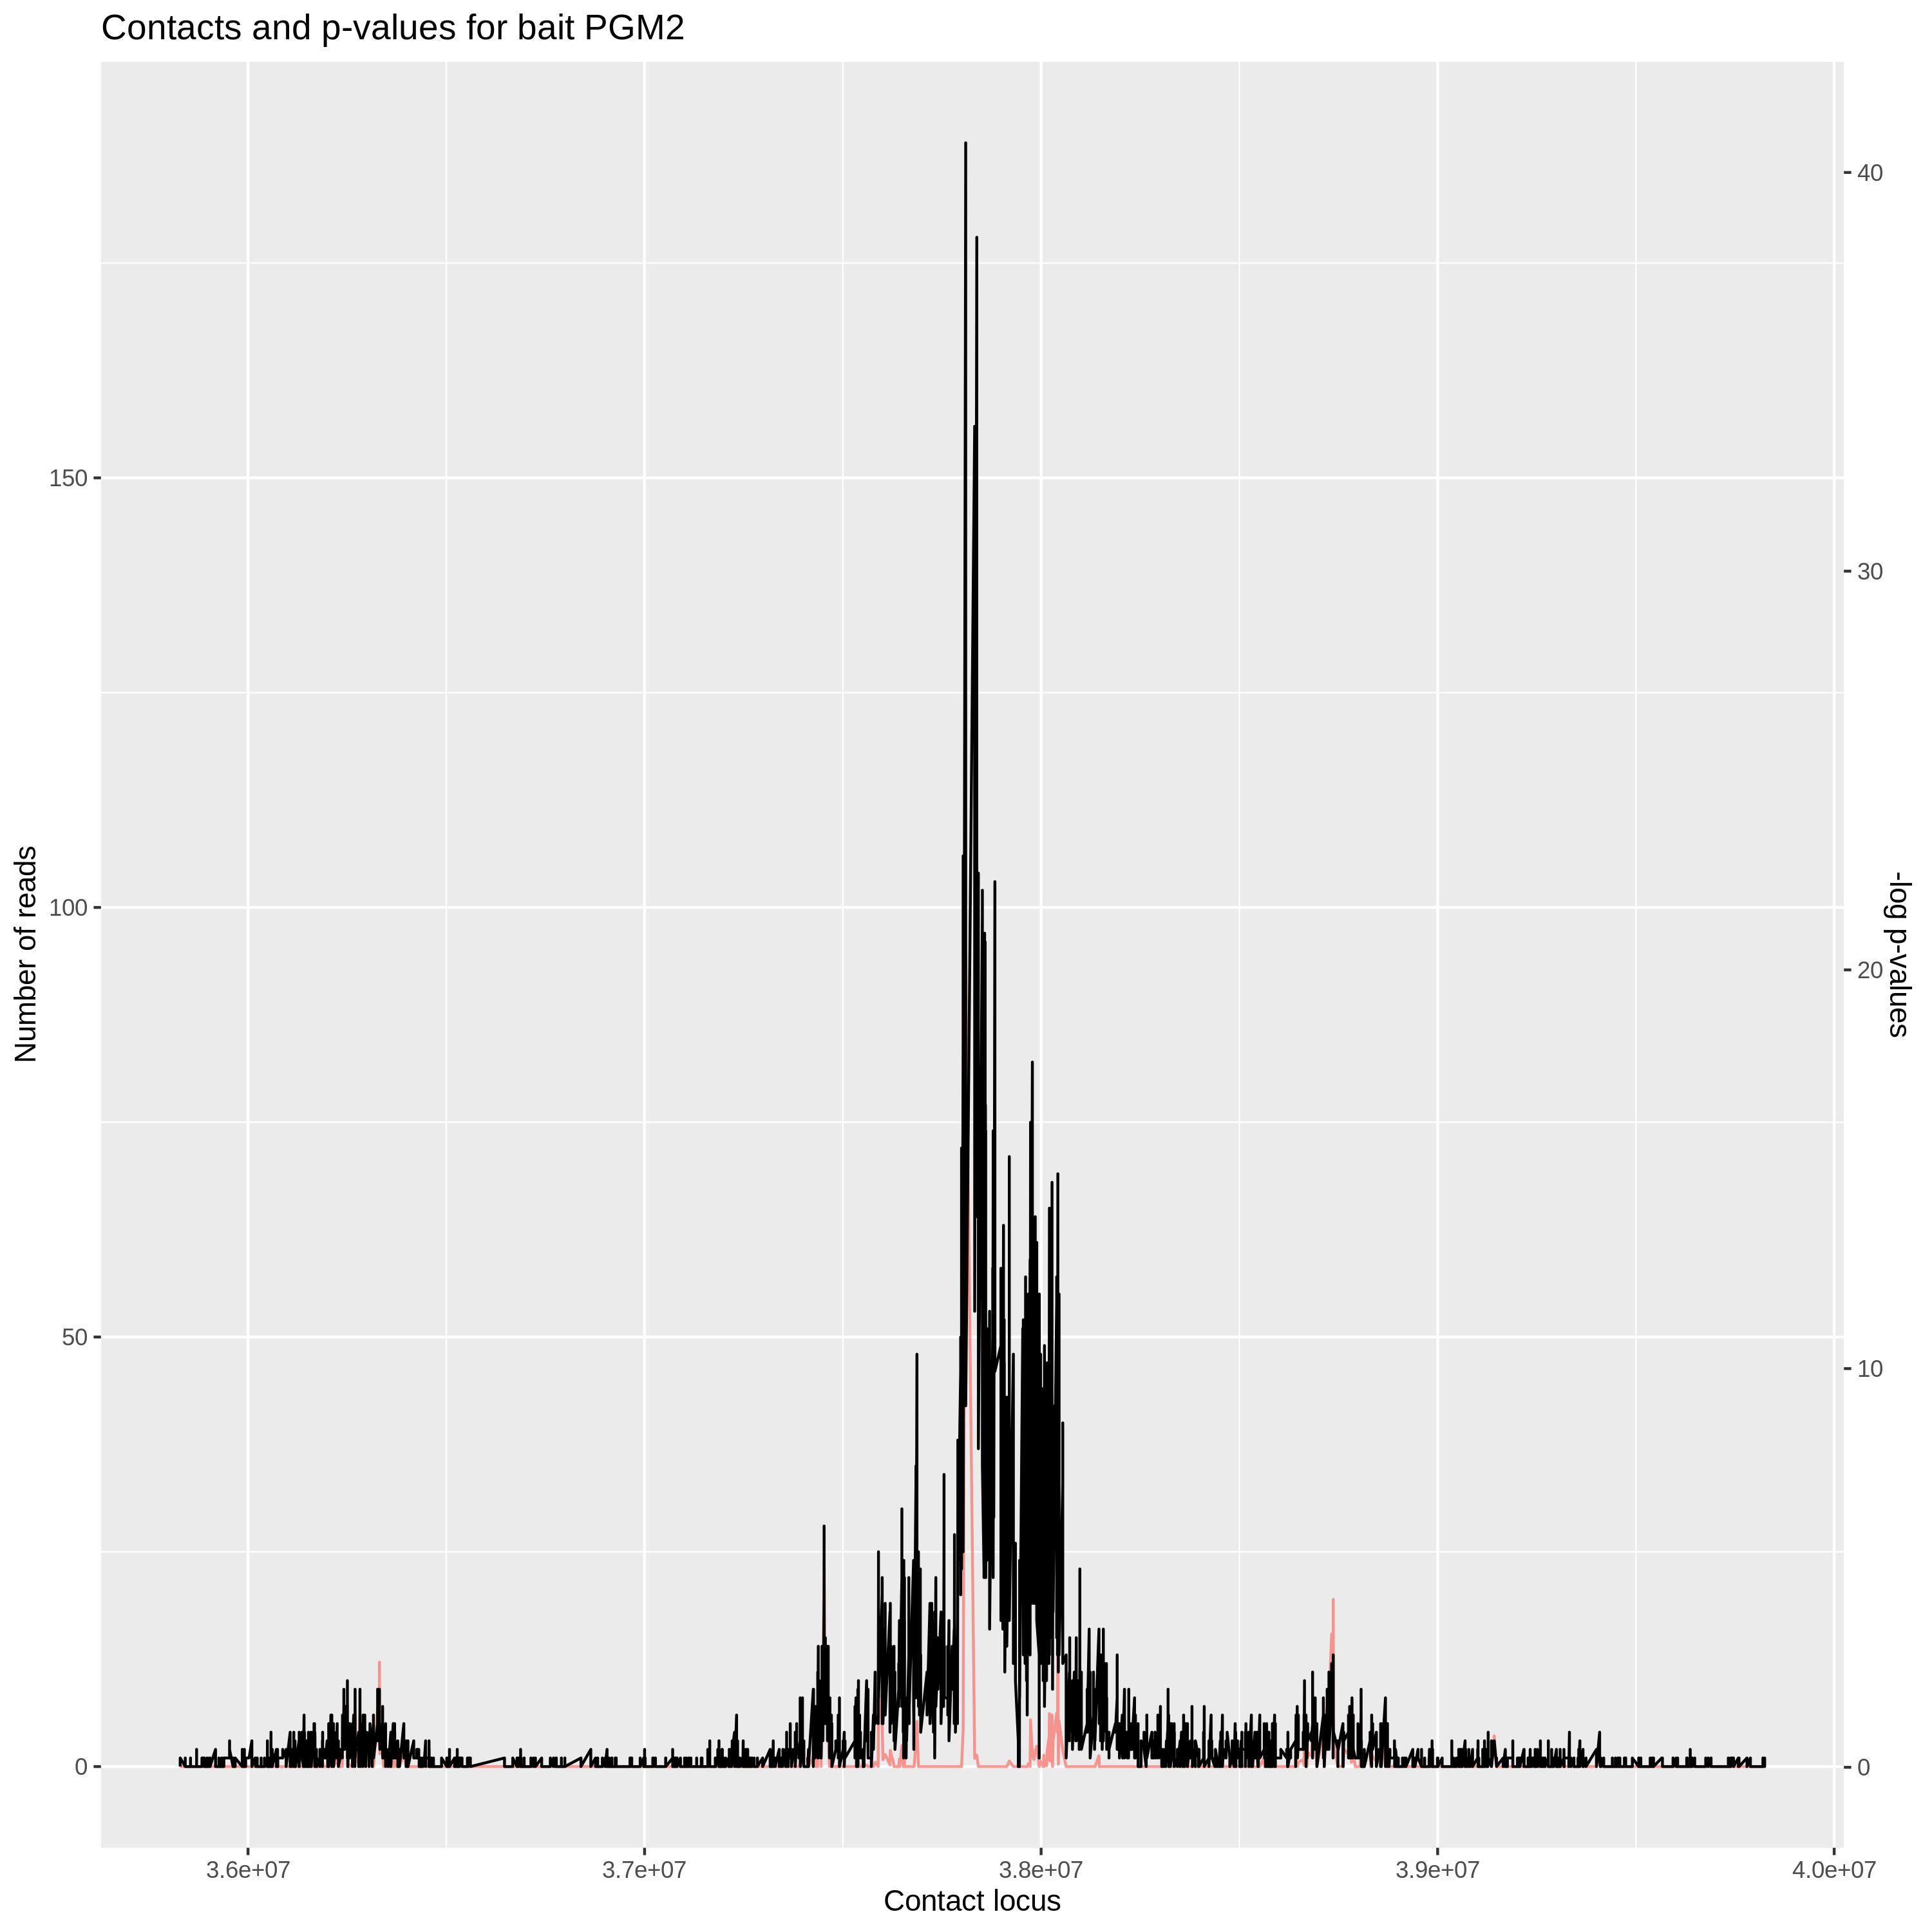 Contacts and p-values for bait PGM2
Number of reads
150
100
50
0
40
30
20
10
0
-log p-values
3.6e+07 3.7e+07 3.8e+07 3.9e+07 4.0e+07
Contact locus